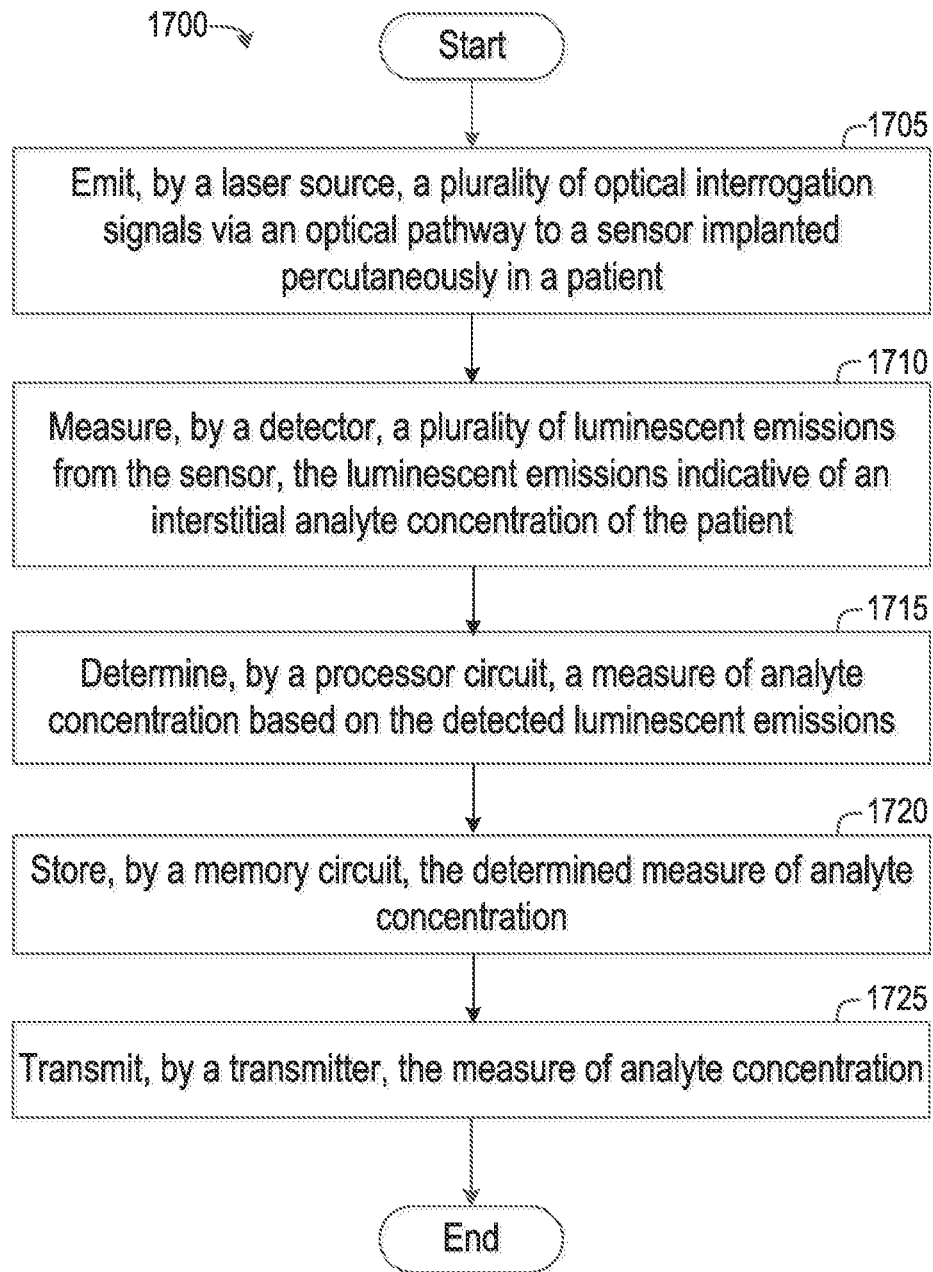 1700
Start
1705
Emit, by a laser source, a plurality of optical interrogation
signals via an optical pathway to a sensor implanted
percutaneously in a patient
1710
Measure, by a detector, a plurality of luminescent emissions
from the sensor, the luminescent emissions indicative of an
interstitial analyte concentration of the patient
1715
Determine, by a processor circuit, a measure of analyte
concentration based on the detected luminescent emissions
1720
Store, by a memory circuit, the determined measure of analyte
concentration
1725
Transmit, by a transmitter, the measure of analyte concentration
End